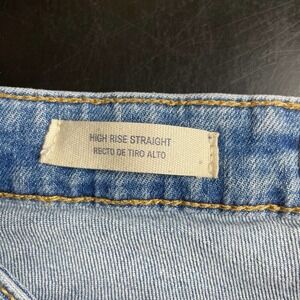 HIGH RISE STRAIGHT
RECTO DE TIRO ALTO